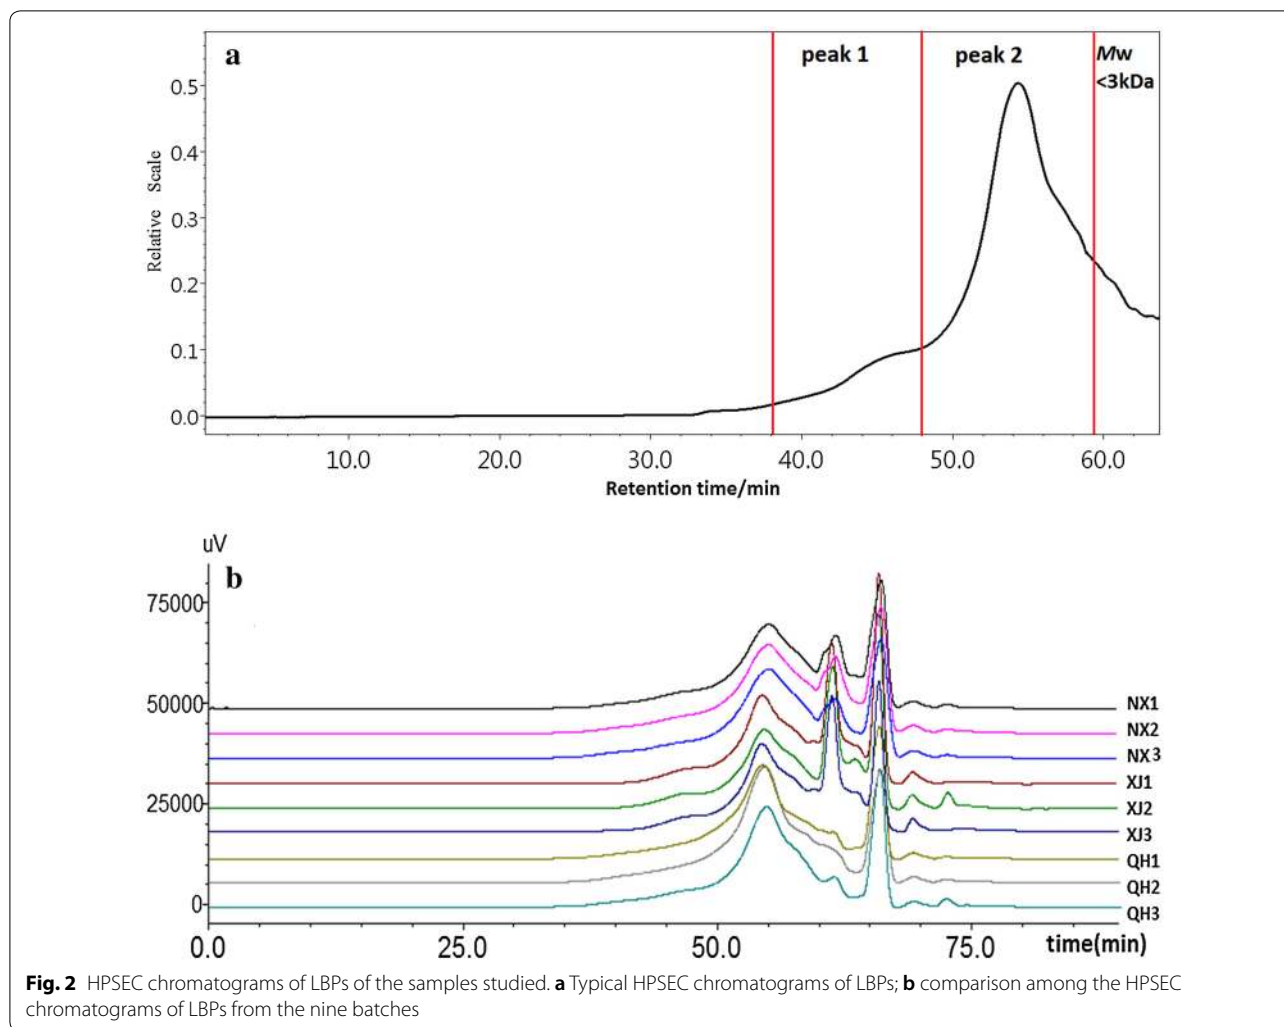 a
peak 1
peak 2
Mw
<3kDa
0.5
0.4
0.3
0.2
0.1
0.0
Relative Scale
10.0 20.0 30.0 40.0 50.0 60.0
Retention time/min
uV
b
75000
50000
25000
0
NX1
NX2
NX3
XJ1
XJ2
XJ3
QH1
QH2
QH3
0.0 25.0 50.0 75.0 time(min)
Fig. 2 HPSEC chromatograms of LBPs of the samples studied. a Typical HPSEC chromatograms of LBPs; b comparison among the HPSEC
chromatograms of LBPs from the nine batches